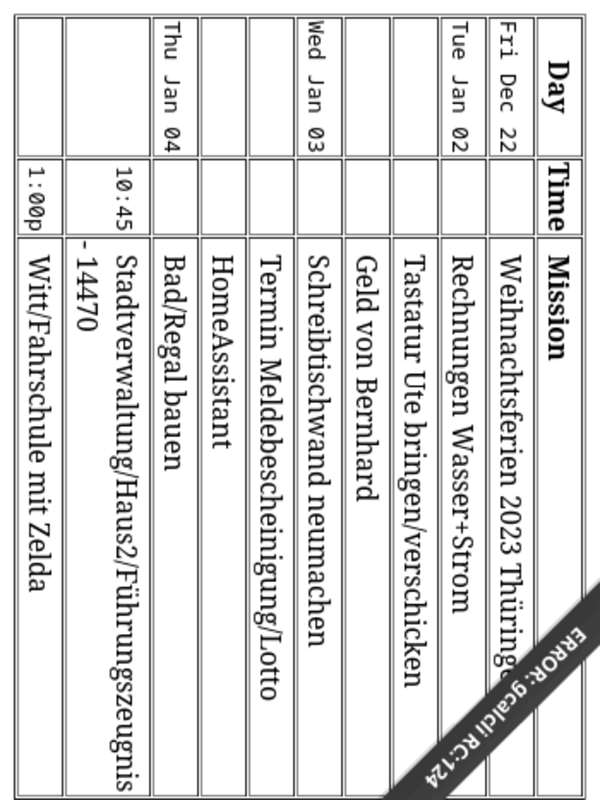 Day Time Mission
Fri Dec 22 Weihnachtsferien 2023 Thüring
Tue Jan 02 Rechnungen Wasser+Strom
Tastatur Ute bringen/verschicken
Geld von Bernhard
Wed Jan 03 Schreibtischwand neumachen
Termin Meldebescheinigung/Lotto
HomeAssistant
Thu Jan 04 Bad/Regal bauen
10:45 Stadtverwaltung/Haus2/Führungszeugnis
-14470
1:00p Witt/Fahrschule mit Zelda
ERROR: gcalcli RC:124